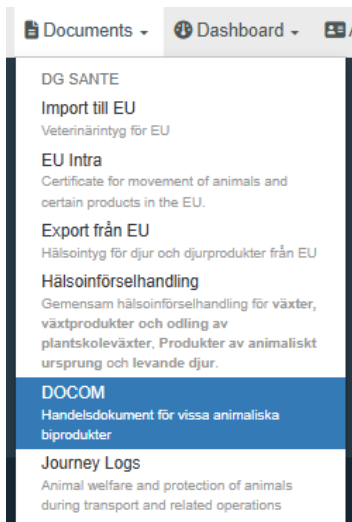 Documents Dashboard
DG SANTE
Import till EU
Veterinärintyg för EU
EU Intra
Certificate for movement of animals and
certain products in the EU.
Export från EU
Hälsointyg för djur och djurprodukter från EU
Hälsoinförselhandling
Gemensam hälsoinförselhandling för växter,
växtprodukter och odling av
plantskoleväxter, Produkter av animaliskt
ursprung och levande djur.
DOCOM
Handelsdokument för vissa animaliska
biprodukter
Journey Logs
Animal welfare and protection of animals
during transport and related operations